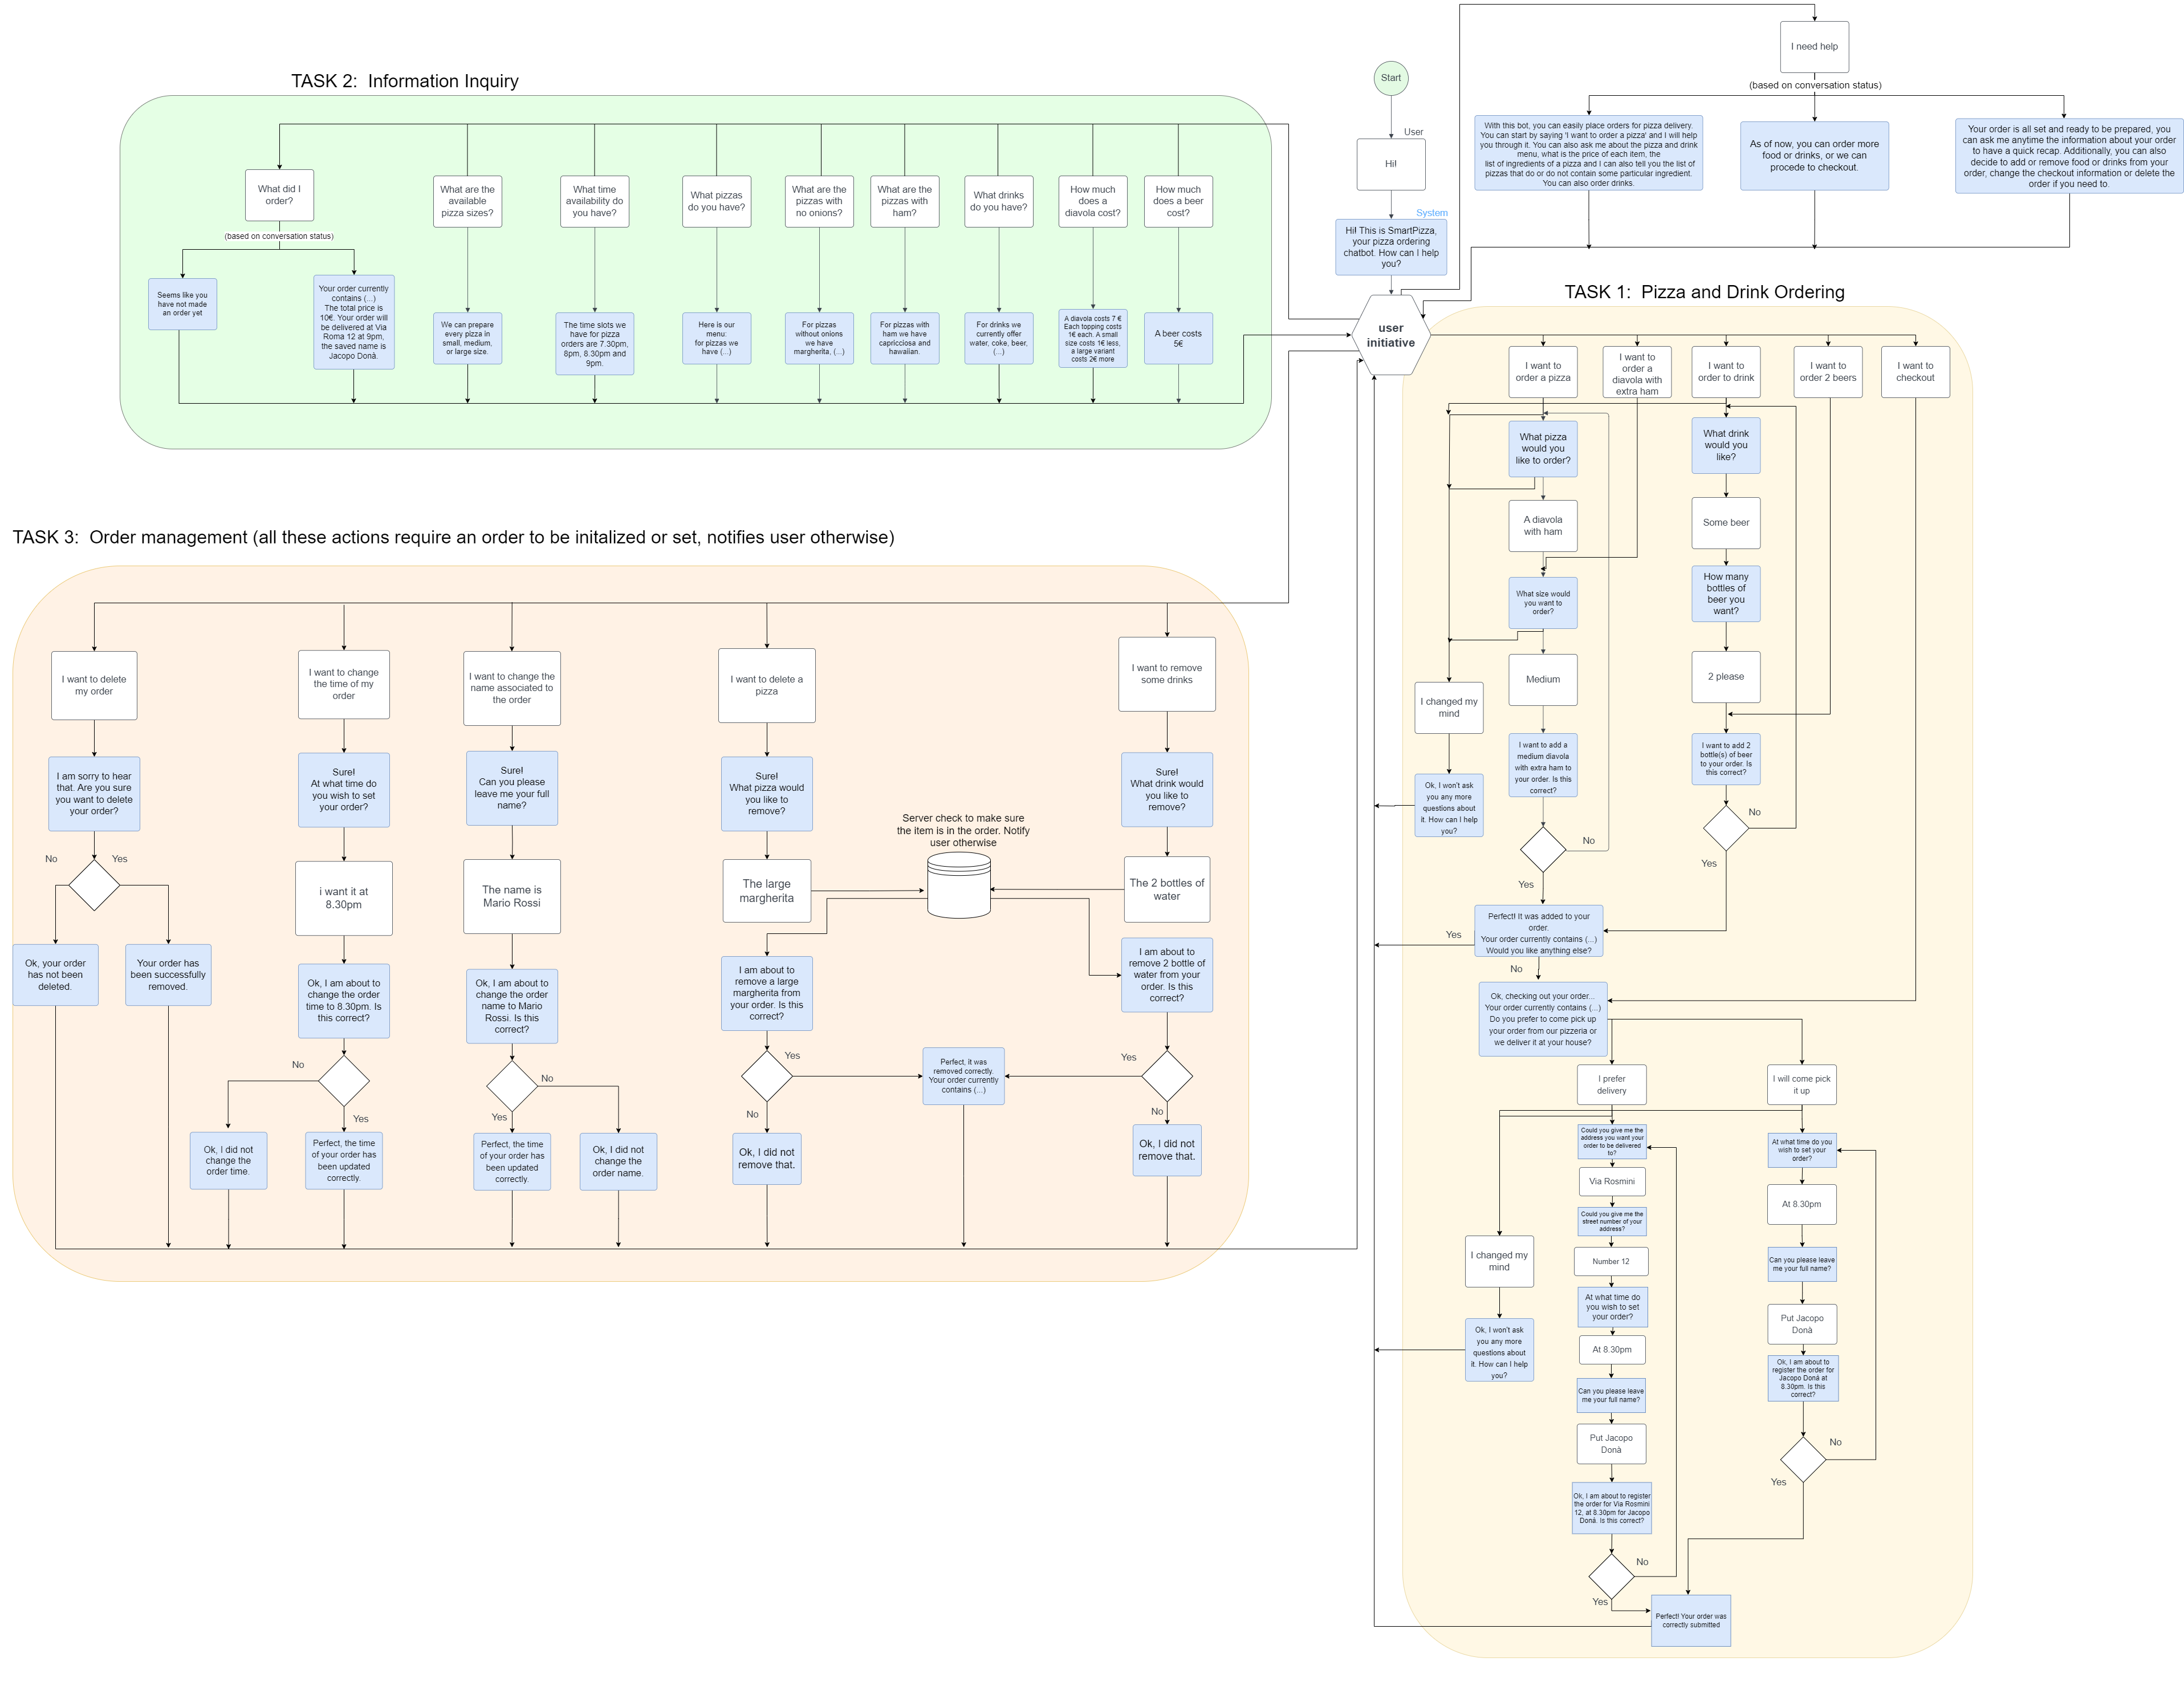 I need help
(based on conversation status)
With this bot, you can easily place orders for pizza delivery.
You can start by saying 'I want to order a pizza' and I will help
you through it. You can also ask me about the pizza and drink
menu, what is the price of each item, the
list of ingredients of a pizza and I can also tell you the list of
pizzas that do or do not contain some particular ingredient.
You can also order drinks.
As of now, you can order more
food or drinks, or we can
procede to checkout.
Your order is all set and ready to be prepared, you
can ask me anytime the information about your order
to have a quick recap. Additionally, you can also
decide to add or remove food or drinks from your
order, change the checkout information or delete the
order if you need to.
Start
User
Hi!
System
Hi! This is SmartPizza,
your pizza ordering
chatbot. How can I help
you?
user
initiative
TASK 2:  Information Inquiry
What did I
order?
(based on conversation status)
Seems like you
have not made
an order yet
Your order currently
contains (...)
The total price is
10€. Your order will
be delivered at Via
Roma 12 at 9pm,
the saved name is
Jacopo Donà.
What are the
available
pizza sizes?
We can prepare
every pizza in
small, medium,
or large size.
What time
availability do
you have?
The time slots we
have for pizza
orders are 7.30pm,
8pm, 8.30pm and
9pm.
What pizzas
do you have?
Here is our
menu:
for pizzas we
have (...)
What are the
pizzas with
no onions?
For pizzas
without onions
we have
margherita, (...)
What are the
pizzas with
ham?
For pizzas with
ham we have
capricciosa and
hawaiian.
What drinks
do you have?
For drinks we
currently offer
water, coke, beer,
(...)
How much
does a
diavola cost?
A diavola costs 7 €
Each topping costs
1€ each. A small
size costs 1€ less,
a large variant
costs 2€ more
How much
does a beer
cost?
A beer costs
5€
TASK 1:  Pizza and Drink Ordering
I want to
order a pizza
I want to
order a
diavola with
extra ham
I want to
order to drink
I want to
order 2 beers
I want to
checkout
What pizza
would you
like to order?
A diavola
with ham
What size would
you want to
order?
Medium
I want to add a
medium diavola
with extra ham to
your order. Is this
correct?
No
Yes
I changed my
mind
Ok, I won't ask
you any more
questions about
it. How can I help
you?
What drink
would you
like?
Some beer
How many
bottles of
beer you
want?
2 please
I want to add 2
bottle(s) of beer
to your order. Is
this correct?
No
Yes
Perfect! It was added to your
order.
Your order currently contains (...)
Would you like anything else?
Yes
No
Ok, checking out your order...
Your order currently contains (...)
Do you prefer to come pick up
your order from our pizzeria or
we deliver it at your house?
I prefer
delivery
I will come pick
it up
Could you give me the
address you want your
order to be delivered
to?
Via Rosmini
Could you give me the
street number of your
address?
Number 12
At what time do
you wish to set
your order?
At 8.30pm
Can you please leave
me your full name?
Put Jacopo
Donà
Ok, I am about to register
the order for Via Rosmini
12, at 8.30pm for Jacopo
Donà. Is this correct?
No
Yes
I changed my
mind
Ok, I won't ask
you any more
questions about
it. How can I help
you?
At what time do you
wish to set your
order?
At 8.30pm
Can you please leave
me your full name?
Put Jacopo
Donà
Ok, I am about to
register the order for
Jacopo Donà at
8.30pm. Is this
correct?
No
Yes
Perfect! Your order was
correctly submitted
TASK 3:  Order management (all these actions require an order to be initalized or set, notifies user otherwise)
I want to delete
my order
I am sorry to hear
that. Are you sure
you want to delete
your order?
No
Yes
Ok, your order
has not been
deleted.
Your order has
been successfully
removed.
I want to change
the time of my
order
Sure!
At what time do
you wish to set
your order?
i want it at
8.30pm
Ok, I am about to
change the order
time to 8.30pm. Is
this correct?
No
Yes
Ok, I did not
change the
order time.
Perfect, the time
of your order has
been updated
correctly.
I want to change the
name associated to
the order
Sure!
Can you please
leave me your full
name?
The name is
Mario Rossi
Ok, I am about to
change the order
name to Mario
Rossi. Is this
correct?
No
Yes
Perfect, the time
of your order has
been updated
correctly.
Ok, I did not
change the
order name.
I want to delete a
pizza
Sure!
What pizza would
you like to
remove?
The large
margherita
I am about to
remove a large
margherita from
your order. Is this
correct?
Yes
No
Ok, I did not
remove that.
Server check to make sure
the item is in the order. Notify
user otherwise
Perfect, it was
removed correctly.
Your order currently
contains (...)
I want to remove
some drinks
Sure!
What drink would
you like to
remove?
The 2 bottles of
water
I am about to
remove 2 bottle of
water from your
order. Is this
correct?
Yes
No
Ok, I did not
remove that.